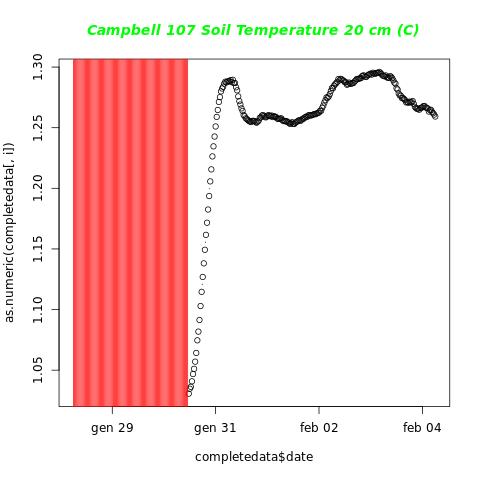 Campbell 107 Soil Temperature 20 cm (C)
as.numeric(completedata[, i])
1.30
1.25
1.20
1.15
1.10
1.05
gen 29 gen 31 feb 02 feb 04
completedata$date